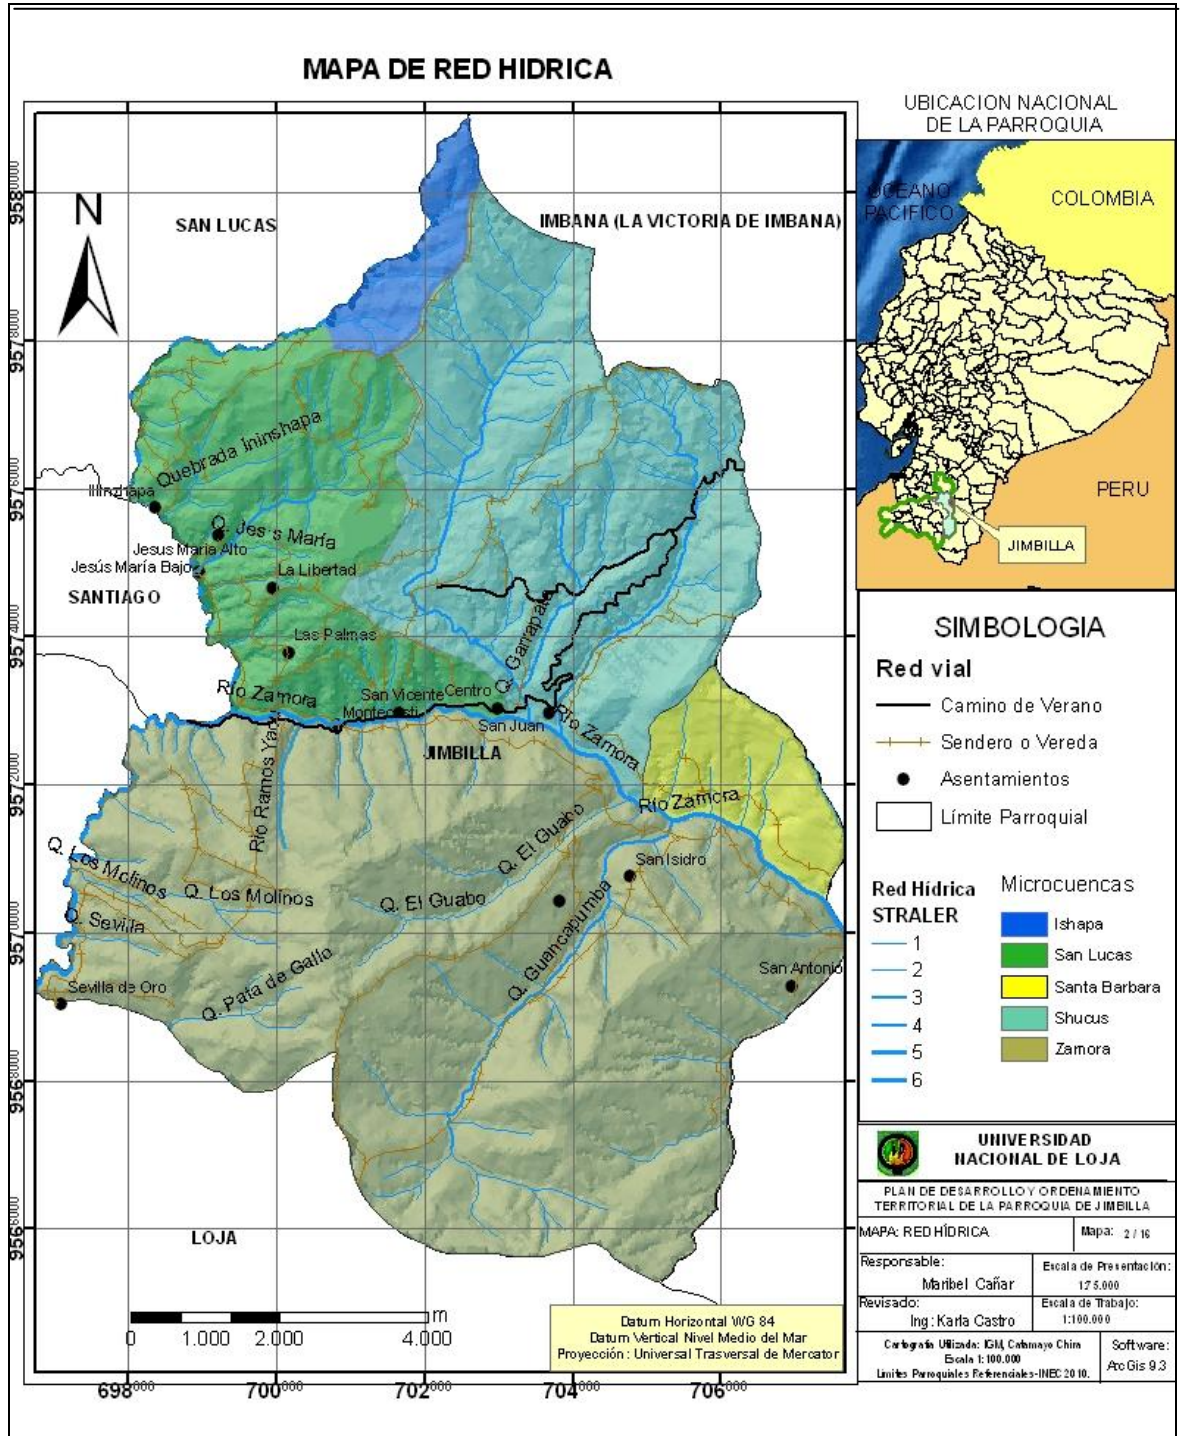 MAPA DE RED HIDRICA
UBICACION NACIONAL
DE LA PARROQUIA
OCEANO
PACIFICO
COLOMBIA
PERU
JIMBILLA
N
SAN LUCAS
IMBANA (LA VICTORIA DE IMBANA)
Quebrada Ininshapa
Q. Jes's María
Jesus Maria Alto
Jesús María Bajo
La Libertad
SANTIAGO
Las Palmas
Q. Garrapata
Río Zamora
San Vicente
Centro
San Juan
Río Zamora
JIMBILLA
Río Zamora
Q. El Guabo
San Isidro
Q. Los Molinos
Q. Los Molinos
Q. El Guabo
Q. Sevilla
Q. Guancapumba
Q. Pata de Gallo
San Antonio
Sevilla de Oro
LOJA
9580000
9578000
9576000
9574000
9572000
9570000
9568000
9566000
698000
700000
702000
704000
706000
0 1.000 2.000 4.000 m
Datum Horizontal WG 84
Datum Vertical Nivel Medio del Mar
Proyección : Universal Trasversal de Mercator
SIMBOLOGIA
Red vial
Camino de Verano
Sendero o Vereda
Asentamientos
Límite Parroquial
Red Hídrica
STRALER
1
2
3
4
5
6
Microcuencas
Ishapa
San Lucas
Santa Barbara
Shucus
Zamora
UNIVERSIDAD
NACIONAL DE LOJA
PLAN DE DESARROLLO Y ORDENAMIENTO
TERRITORIAL DE LA PARROQUIA DE JIMBILLA
MAPA: RED HÍDRICA
Mapa: 2 / 16
Responsable:
Maribel Cañar
Escala de Presentación:
1:75.000
Revisado:
Ing: Karla Castro
Escala de Trabajo:
1:100.000
Cartografía Utilizada: IGM, Catamayo Chira
Escala 1: 100.000
Limites Parroquiales Referenciales-INEC 2010.
Software:
ArcGis 9.3